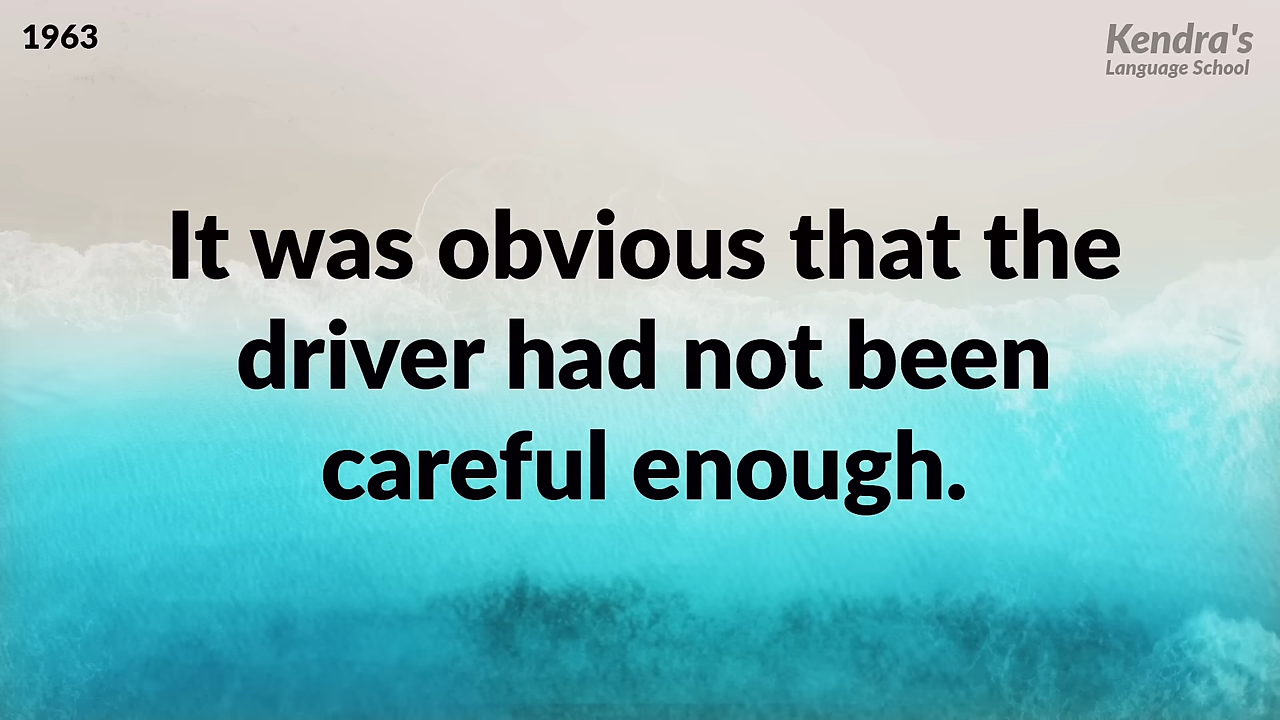 1963
Kendra's
Language School
It was obvious that the
driver had not been
careful enough.